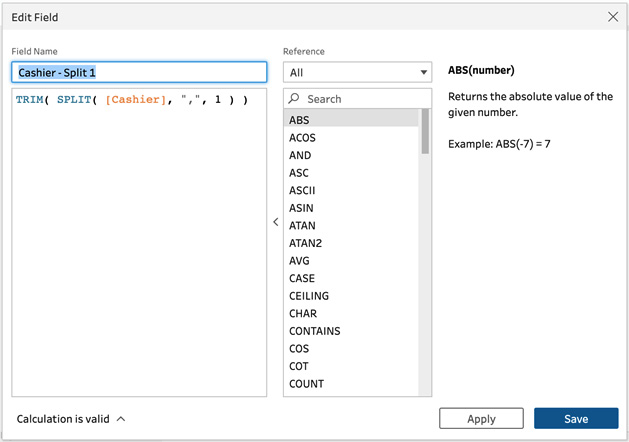 Edit Field
Field Name
Cashier - Split 1
TRIM( SPLIT( [Cashier], ",", 1 ) )
Reference
All
Search
ABS
ACOS
AND
ASC
ASCII
ASIN
ATAN
ATAN2
AVG
CASE
CEILING
CHAR
CONTAINS
COS
COT
COUNT
ABS(number)
Returns the absolute value of the
given number.
Example: ABS(-7) = 7
Calculation is valid
Apply
Save